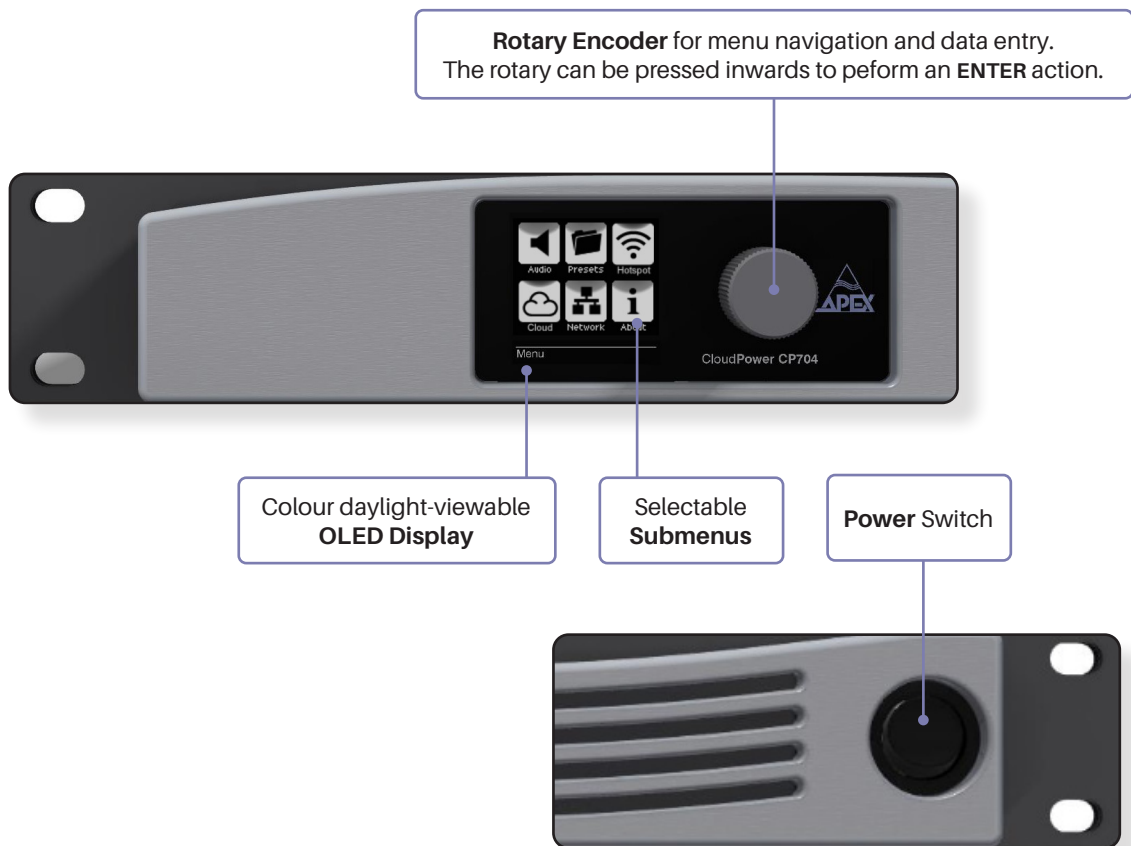 Rotary Encoder for menu navigation and data entry.
The rotary can be pressed inwards to peform an ENTER action.
Audio Presets Hotspot
Cloud Network About
Menu
APEX
CloudPower CP704
Colour daylight-viewable
OLED Display
Selectable
Submenus
Power Switch